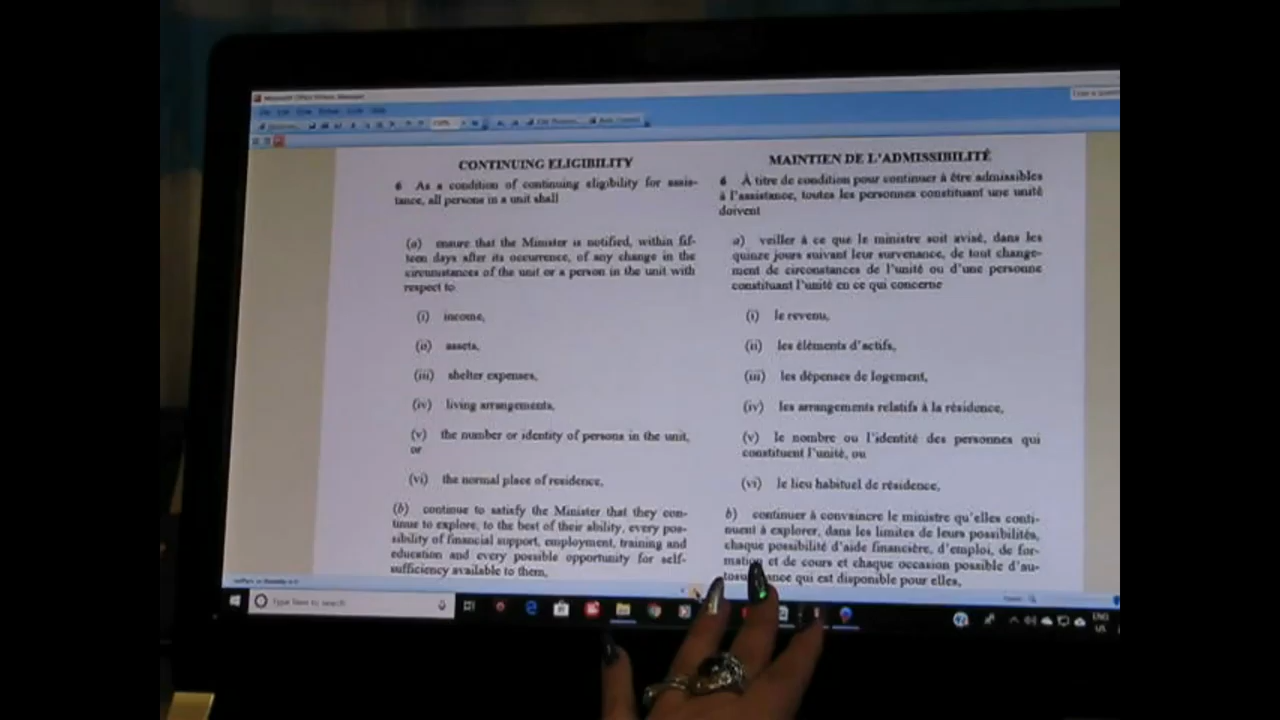 CONTINUING ELIGIBILITY
6 As a condition of continuing eligibility for assis-
tance, all persons in a unit shall
(a) ensure that the Minister is notified, within fif-
teen days after its occurrence, of any change in the
circumstances of the unit or a person in the unit with
respect to
(i) income,
(ii) assets,
(iii) shelter expenses,
(iv) living arrangements,
(v) the number or identity of persons in the unit,
or
(vi) the normal place of residence,
(b) continue to satisfy the Minister that they con-
tinue to explore, to the best of their ability, every pos-
sibility of financial support, employment, training and
education and every possible opportunity for self-
sufficiency available to them,
MAINTIEN DE L'ADMISSIBILITÉ
6 À titre de condition pour continuer à être admissibles
à l'assistance, toutes les personnes constituant une unité
doivent
a) veiller à ce que le ministre soit avisé, dans les
quinze jours suivant leur survenance, de tout change-
ment de circonstances de l'unité ou d'une personne
constituant l'unité en ce qui concerne
(i) le revenu,
(ii) les éléments d'actifs,
(iii) les dépenses de logement,
(iv) les arrangements relatifs à la résidence,
(v) le nombre ou l'identité des personnes qui
constituent l'unité, ou
(vi) le lieu habituel de résidence,
b) continuer à convaincre le ministre qu'elles conti-
nuent à explorer, dans les limites de leurs possibilités,
chaque possibilité d'aide financière, d'emploi, de for-
mation et de cours et chaque occasion possible d'au-
qui est disponible pour elles,
Type here to search
ENG